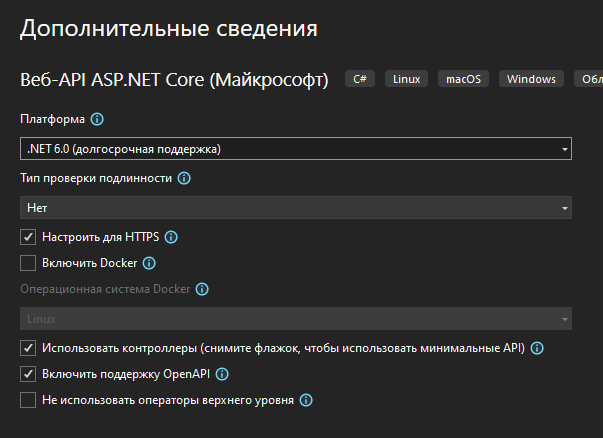 Дополнительные сведения
Веб-API ASP.NET Core (Майкрософт) C# Linux macOS Windows Обл
Платформа
.NET 6.0 (долгосрочная поддержка)
Тип проверки подлинности
Нет
Настроить для HTTPS
Включить Docker
Операционная система Docker
Linux
Использовать контроллеры (снимите флажок, чтобы использовать минимальные API)
Включить поддержку OpenAPI
Не использовать операторы верхнего уровня